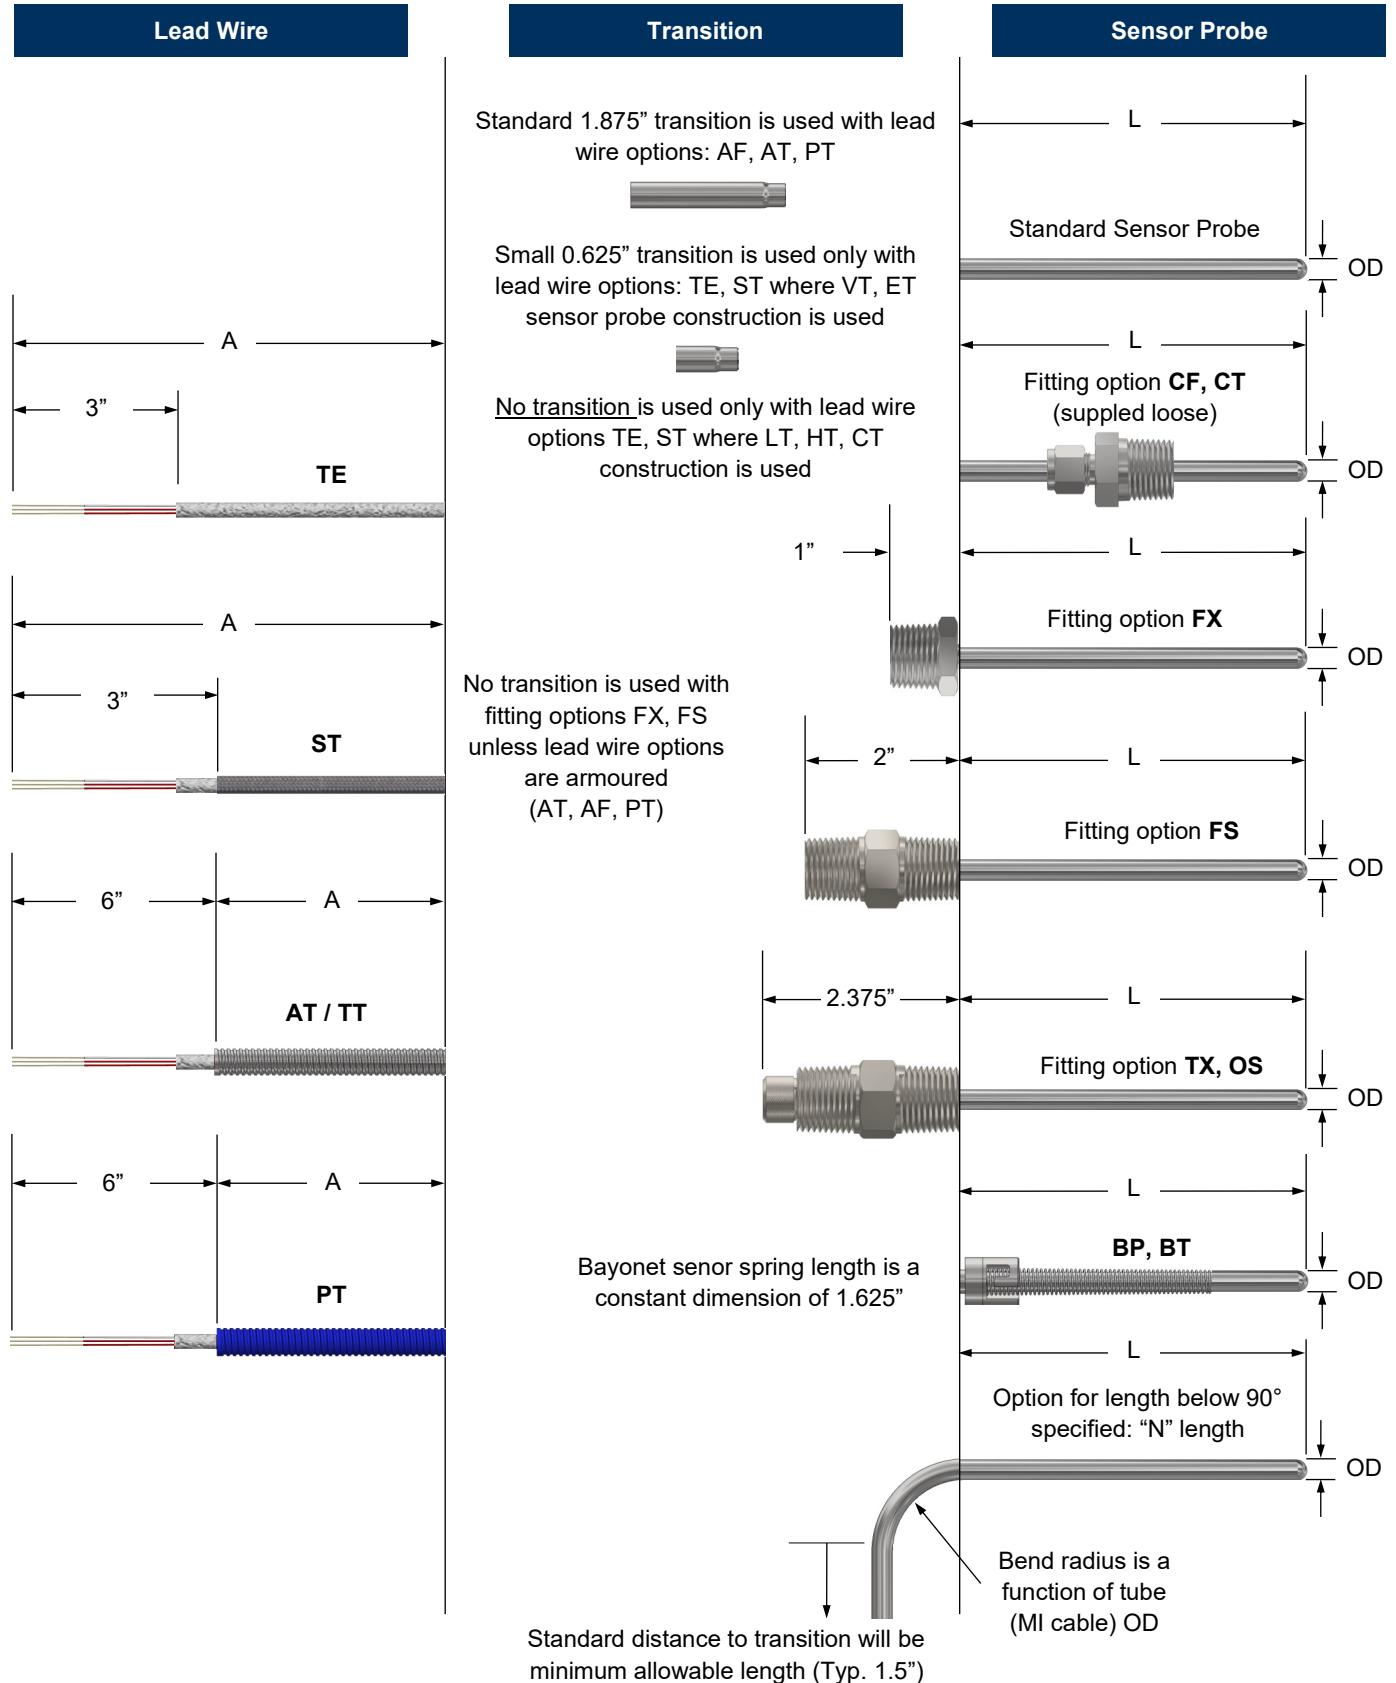 Lead Wire
Transition
Sensor Probe
Standard 1.875” transition is used with lead
wire options: AF, AT, PT
Small 0.625” transition is used only with
lead wire options: TE, ST where VT, ET
sensor probe construction is used
No transition is used only with lead wire
options TE, ST where LT, HT, CT
construction is used
No transition is used with
fitting options FX, FS
unless lead wire options
are armoured
(AT, AF, PT)
Bayonet senor spring length is a
constant dimension of 1.625”
Standard distance to transition will be
minimum allowable length (Typ. 1.5”)
A
3”
TE
A
3”
ST
6”
A
AT / TT
6”
A
PT
L
Standard Sensor Probe
OD
L
Fitting option CF, CT
(suppled loose)
OD
1”
L
Fitting option FX
OD
2”
L
Fitting option FS
OD
2.375”
L
Fitting option TX, OS
OD
L
BP, BT
OD
L
Option for length below 90°
specified: “N” length
OD
Bend radius is a
function of tube
(MI cable) OD